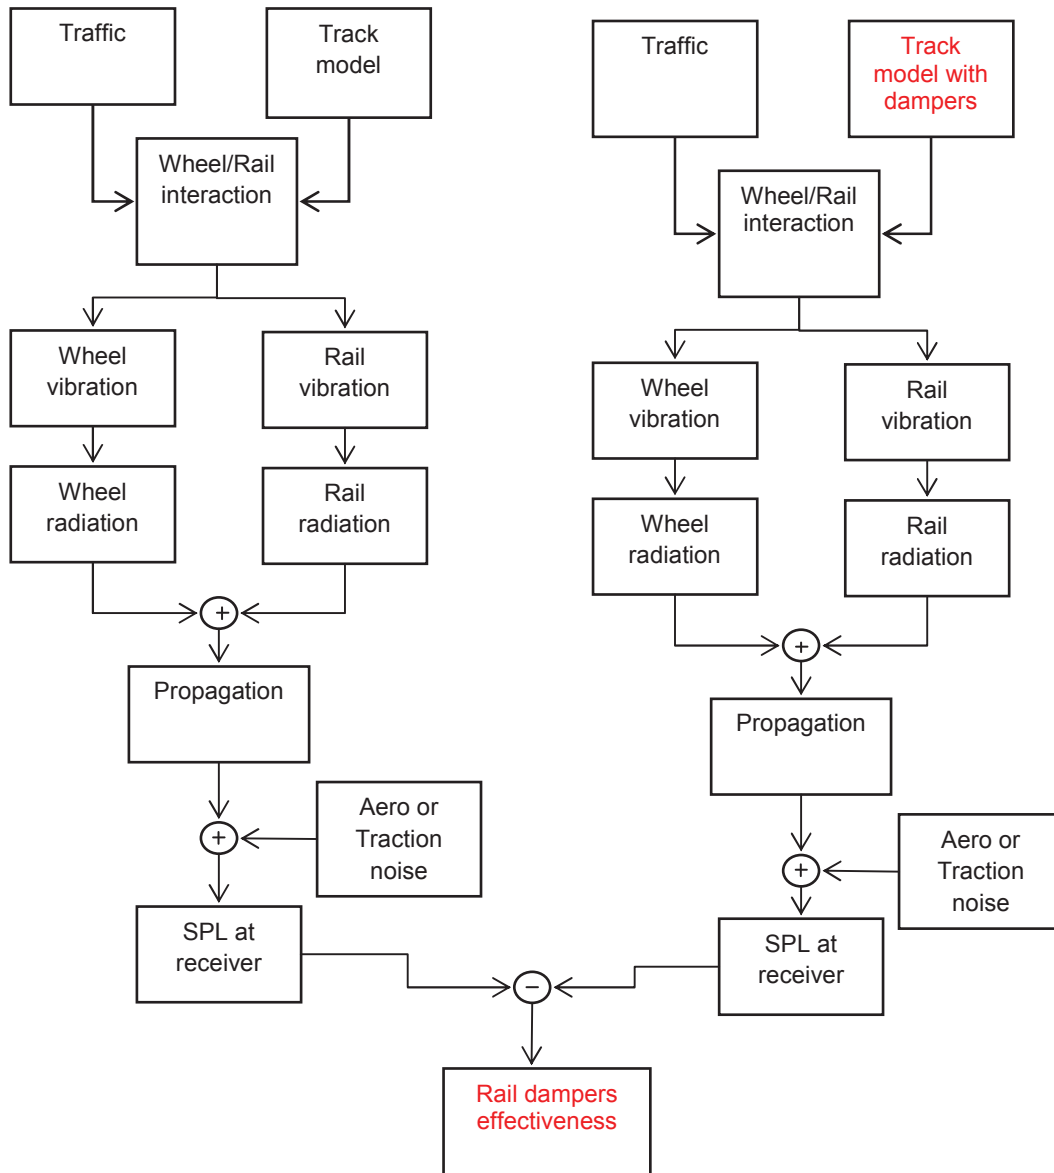 Traffic
Track
model
Wheel/Rail
interaction
Wheel
vibration
Rail
vibration
Wheel
radiation
Rail
radiation
+
Propagation
+
Aero or
Traction
noise
SPL at
receiver
Traffic
Track
model with
dampers
Wheel/Rail
interaction
Wheel
vibration
Rail
vibration
Wheel
radiation
Rail
radiation
+
Propagation
+
Aero or
Traction
noise
SPL at
receiver
−
Rail dampers
effectiveness